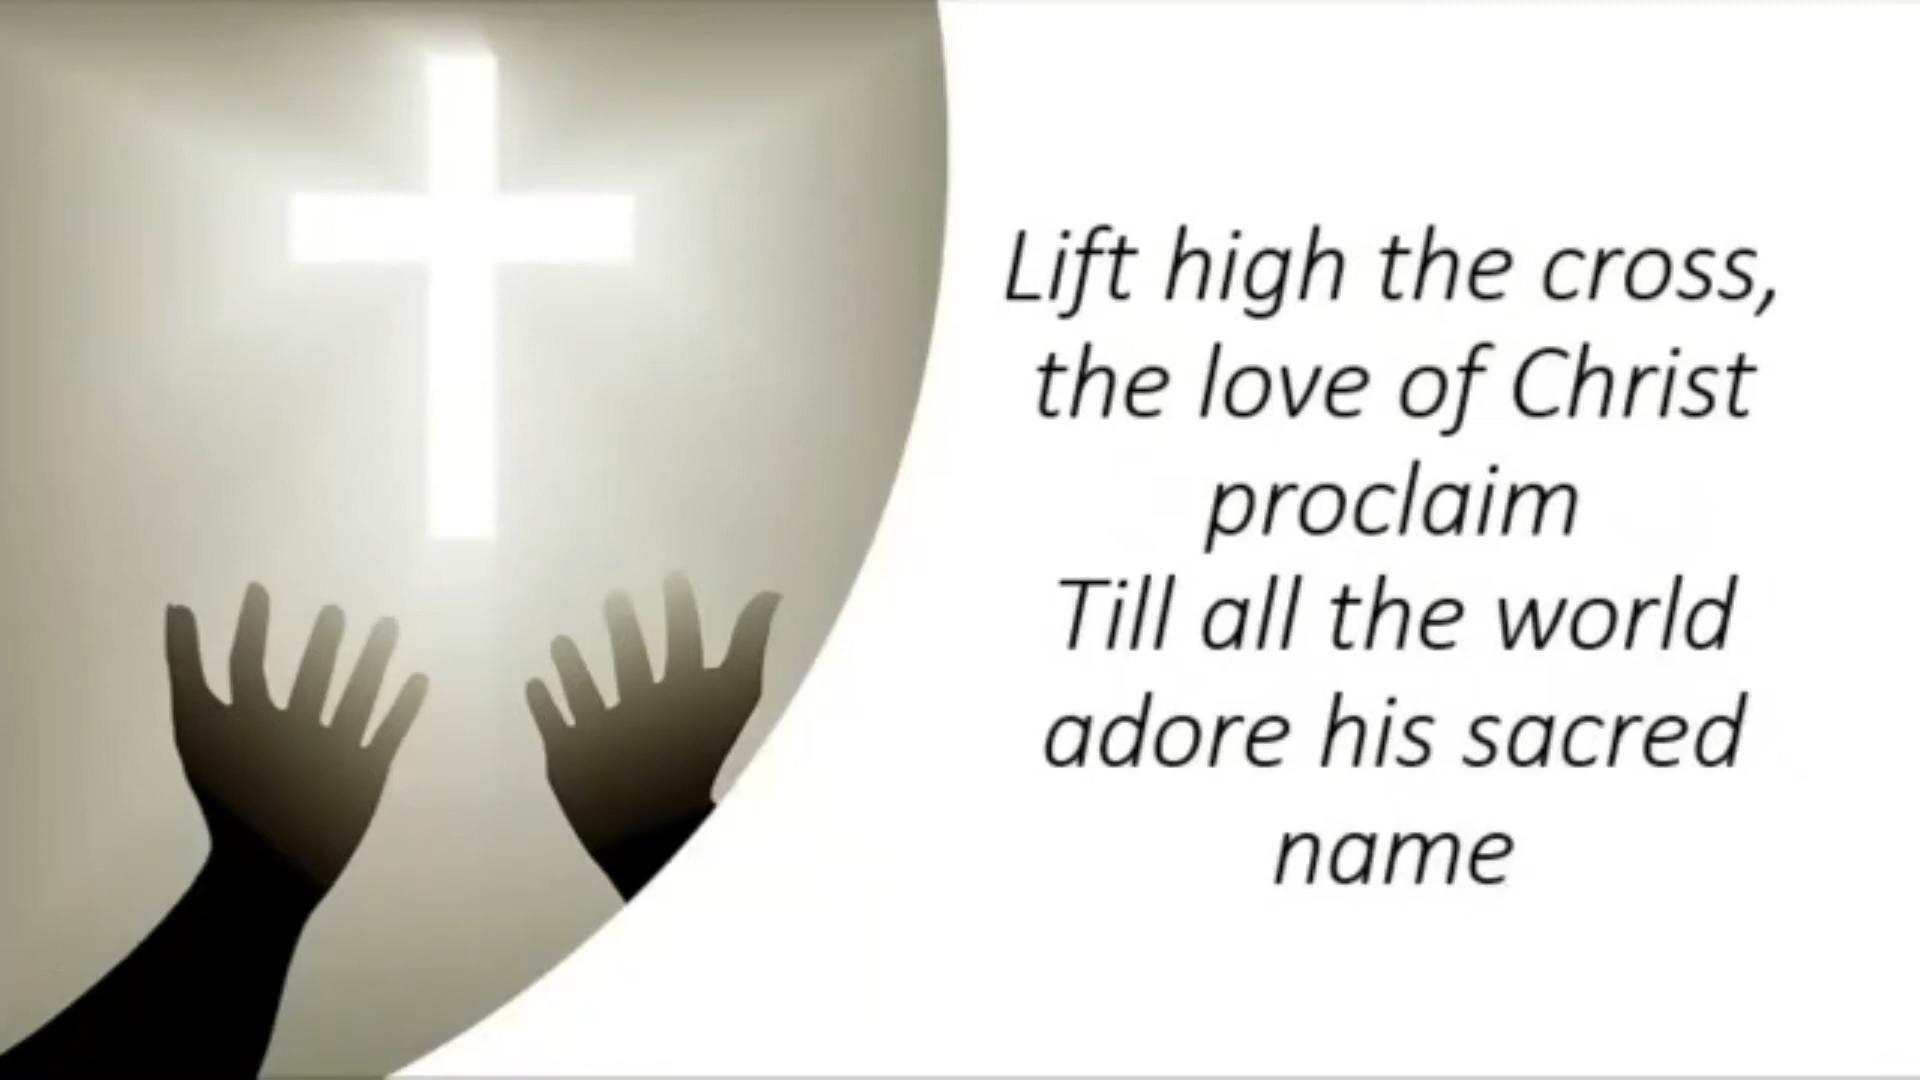 Lift high the cross,
the love of Christ
proclaim
Till all the world
adore his sacred
name